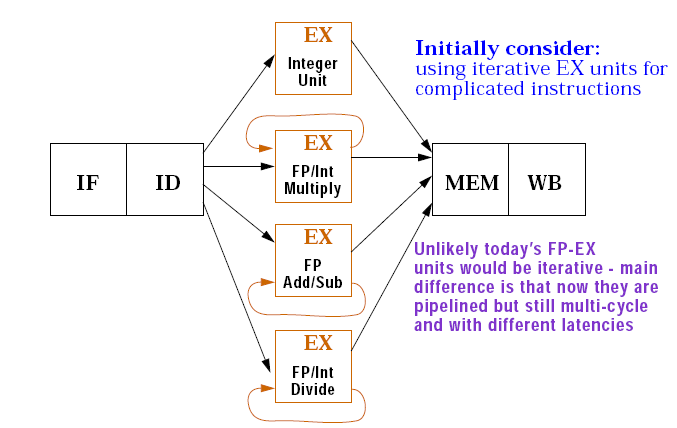 EX
Integer
Unit
Initially consider:
using iterative EX units for
complicated instructions
IF
ID
EX
FP/Int
Multiply
MEM
WB
EX
FP
Add/Sub
Unlikely today's FP-EX
units would be iterative - main
difference is that now they are
pipelined but still multi-cycle
and with different latencies
EX
FP/Int
Divide